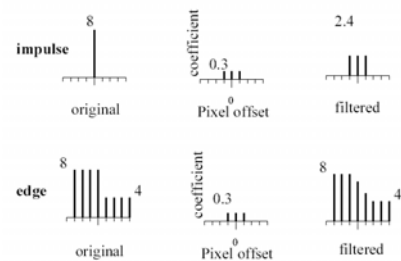 8
impulse
original
coefficient
0.3
0
Pixel offset
2.4
filtered
8
edge
4
original
coefficient
0.3
0
Pixel offset
8
4
filtered